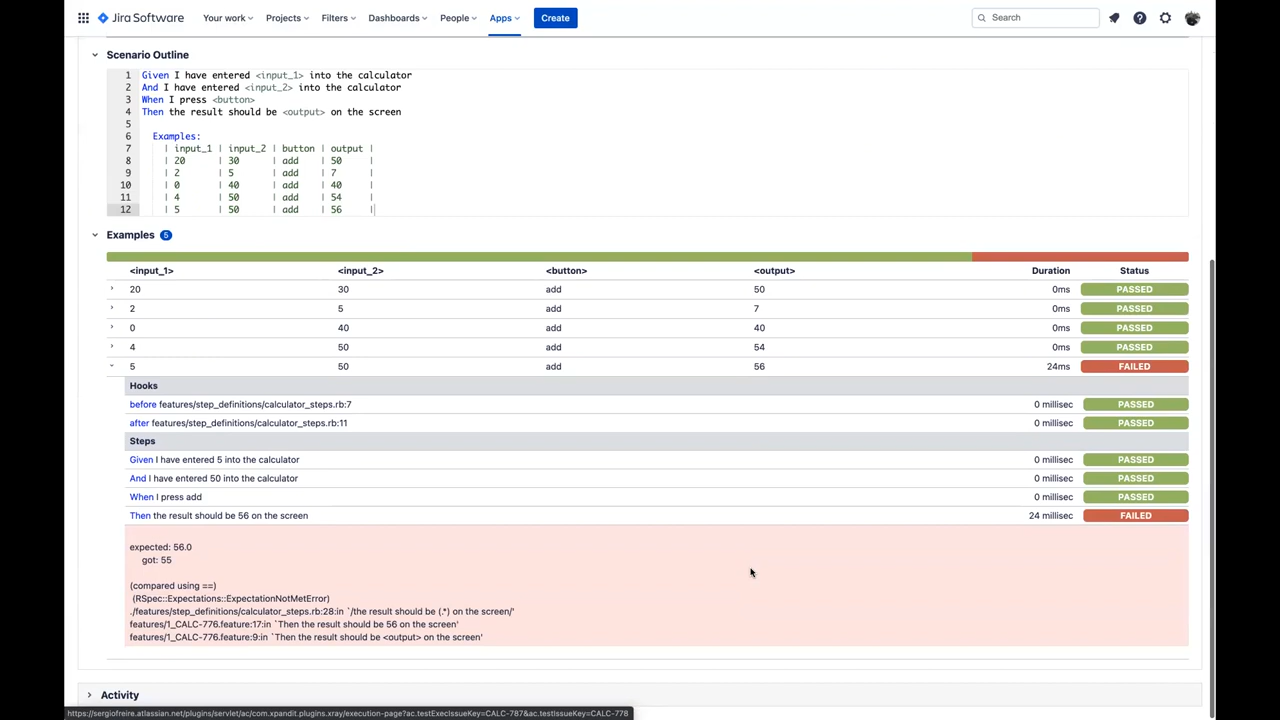 Jira Software Your work Projects Filters Dashboards People Apps Create Search
Scenario Outline
1 Given I have entered <input_1> into the calculator
2 And I have entered <input_2> into the calculator
3 When I press <button>
4 Then the result should be <output> on the screen
5
6 Examples:
7 | input_1 | input_2 | button | output |
8 | 20 | 30 | add | 50 |
9 | 2 | 5 | add | 7 |
10 | 0 | 40 | add | 40 |
11 | 4 | 50 | add | 54 |
12 | 5 | 50 | add | 56 |
Examples 5
<input_1> <input_2> <button> <output> Duration Status
20 30 add 50 0ms PASSED
2 5 add 7 0ms PASSED
0 40 add 40 0ms PASSED
4 50 add 54 0ms PASSED
5 50 add 56 24ms FAILED
Hooks
before features/step_definitions/calculator_steps.rb:7 0 millisec PASSED
after features/step_definitions/calculator_steps.rb:11 0 millisec PASSED
Steps
Given I have entered 5 into the calculator 0 millisec PASSED
And I have entered 50 into the calculator 0 millisec PASSED
When I press add 0 millisec PASSED
Then the result should be 56 on the screen 24 millisec FAILED
expected: 56.0
got: 55
(compared using ==)
(RSpec::Expectations::ExpectationNotMetError)
./features/step_definitions/calculator_steps.rb:28:in `/the result should be (.*) on the screen/'
features/1_CALC-776.feature:17:in `Then the result should be 56 on the screen'
features/1_CALC-776.feature:9:in `Then the result should be <output> on the screen'
Activity
https://sergiofreire.atlassian.net/plugins/servlet/ac/com.xpandit.plugins.xray/execution-page?ac.testExecIssueKey=CALC-787&ac.testIssueKey=CALC-778